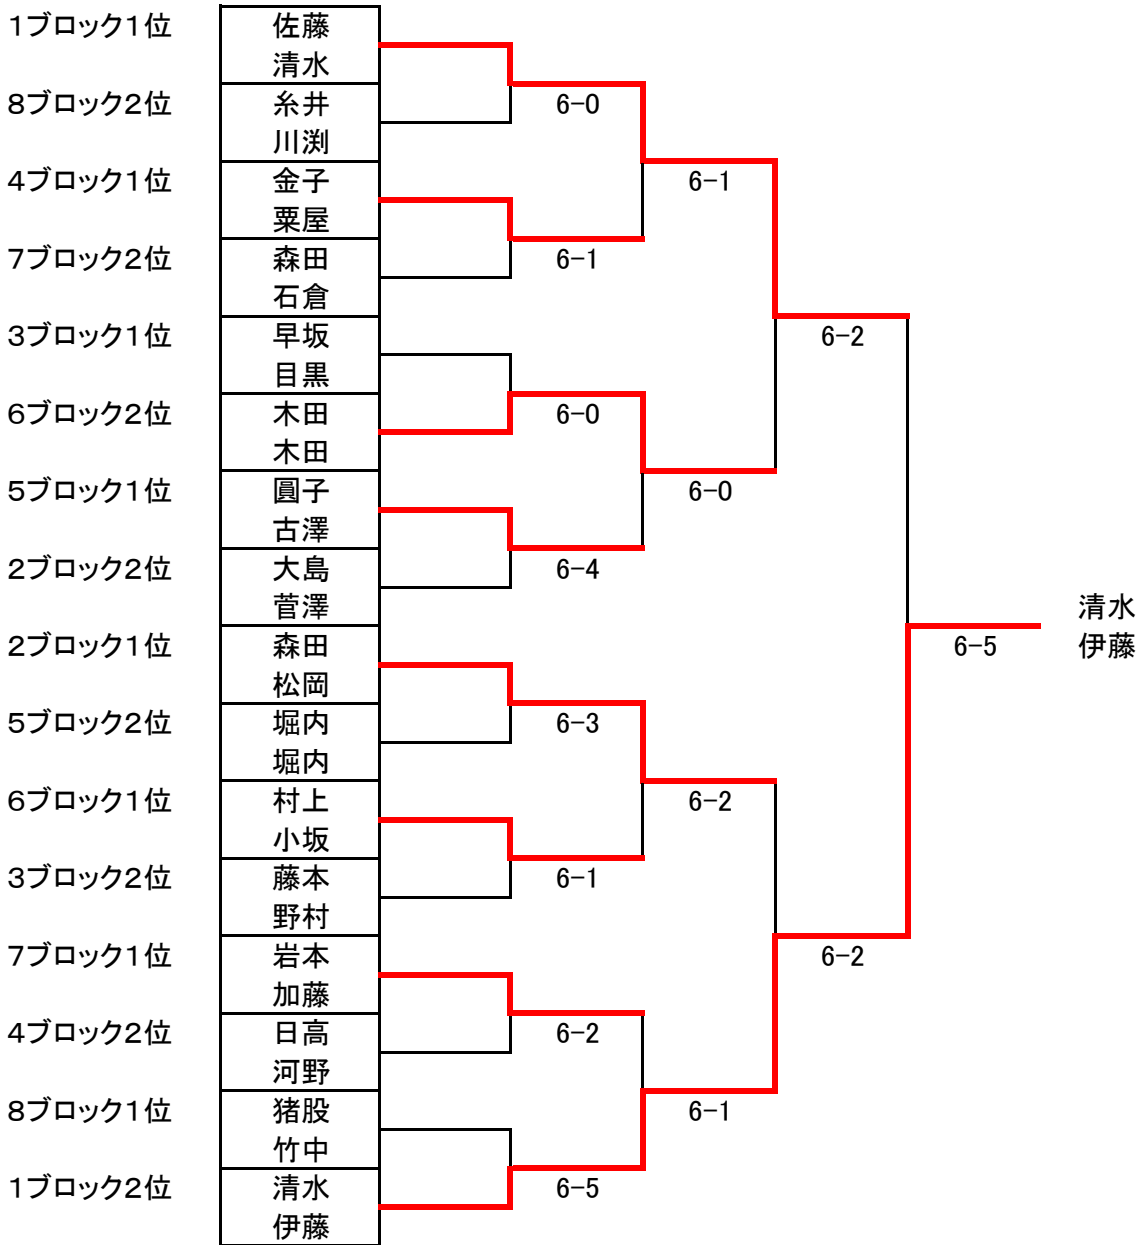 1ブロック1位
佐藤
清水
8ブロック2位
糸井
川渕
6-0
4ブロック1位
金子
粟屋
6-1
7ブロック2位
森田
石倉
6-1
3ブロック1位
早坂
目黒
6-2
6ブロック2位
木田
木田
6-0
5ブロック1位
圓子
古澤
6-0
2ブロック2位
大島
菅澤
6-4
2ブロック1位
森田
松岡
6-5
清水
伊藤
5ブロック2位
堀内
堀内
6-3
6ブロック1位
村上
小坂
6-2
3ブロック2位
藤本
野村
6-1
7ブロック1位
岩本
加藤
6-2
4ブロック2位
日高
河野
6-2
8ブロック1位
猪股
竹中
6-1
1ブロック2位
清水
伊藤
6-5